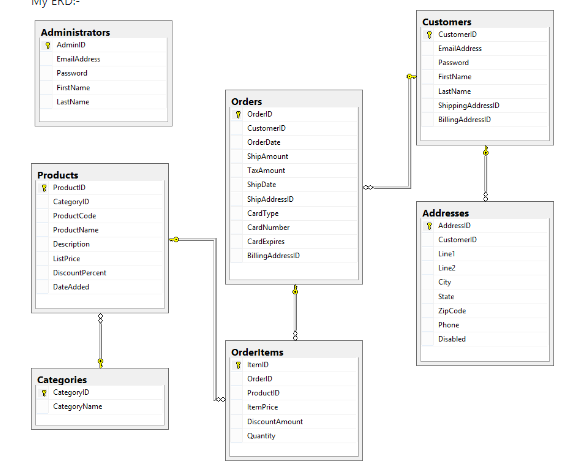 My ERD:-
Administrators
AdminID
EmailAddress
Password
FirstName
LastName
Customers
CustomerID
EmailAddress
Password
FirstName
LastName
ShippingAddressID
BillingAddressID
Orders
OrderID
CustomerID
OrderDate
ShipAmount
TaxAmount
ShipDate
ShipAddressID
CardType
CardNumber
CardExpires
BillingAddressID
Products
ProductID
CategoryID
ProductCode
ProductName
Description
ListPrice
DiscountPercent
DateAdded
Addresses
AddressID
CustomerID
Line1
Line2
City
State
ZipCode
Phone
Disabled
OrderItems
ItemID
OrderID
ProductID
ItemPrice
DiscountAmount
Quantity
Categories
CategoryID
CategoryName